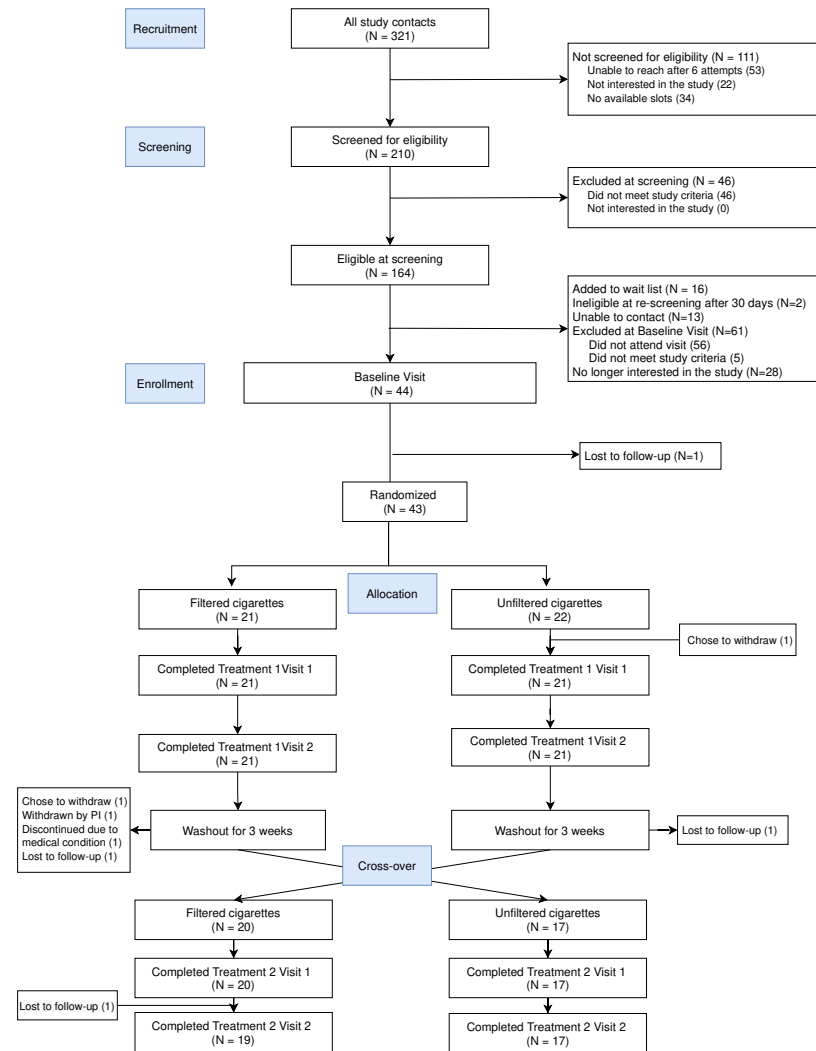 Recruitment
All study contacts
(N = 321)
Not screened for eligibility (N = 111)
Unable to reach after 6 attempts (53)
Not interested in the study (22)
No available slots (34)
Screening
Screened for eligibility
(N = 210)
Excluded at screening (N = 46)
Did not meet study criteria (46)
Not interested in the study (0)
Eligible at screening
(N = 164)
Added to wait list (N = 16)
Ineligible at re-screening after 30 days (N=2)
Unable to contact (N=13)
Excluded at Baseline Visit (N=61)
Did not attend visit (56)
Did not meet study criteria (5)
No longer interested in the study (N=28)
Enrollment
Baseline Visit
(N = 44)
Lost to follow-up (N=1)
Randomized
(N = 43)
Allocation
Filtered cigarettes
(N = 21)
Unfiltered cigarettes
(N = 22)
Chose to withdraw (1)
Completed Treatment 1 Visit 1
(N = 21)
Completed Treatment 1 Visit 1
(N = 21)
Completed Treatment 1 Visit 2
(N = 21)
Completed Treatment 1 Visit 2
(N = 21)
Chose to withdraw (1)
Withdrawn by PI (1)
Discontinued due to
medical condition (1)
Lost to follow-up (1)
Washout for 3 weeks
Washout for 3 weeks
Lost to follow-up (1)
Cross-over
Filtered cigarettes
(N = 20)
Unfiltered cigarettes
(N = 17)
Completed Treatment 2 Visit 1
(N = 20)
Completed Treatment 2 Visit 1
(N = 17)
Lost to follow-up (1)
Completed Treatment 2 Visit 2
(N = 19)
Completed Treatment 2 Visit 2
(N = 17)